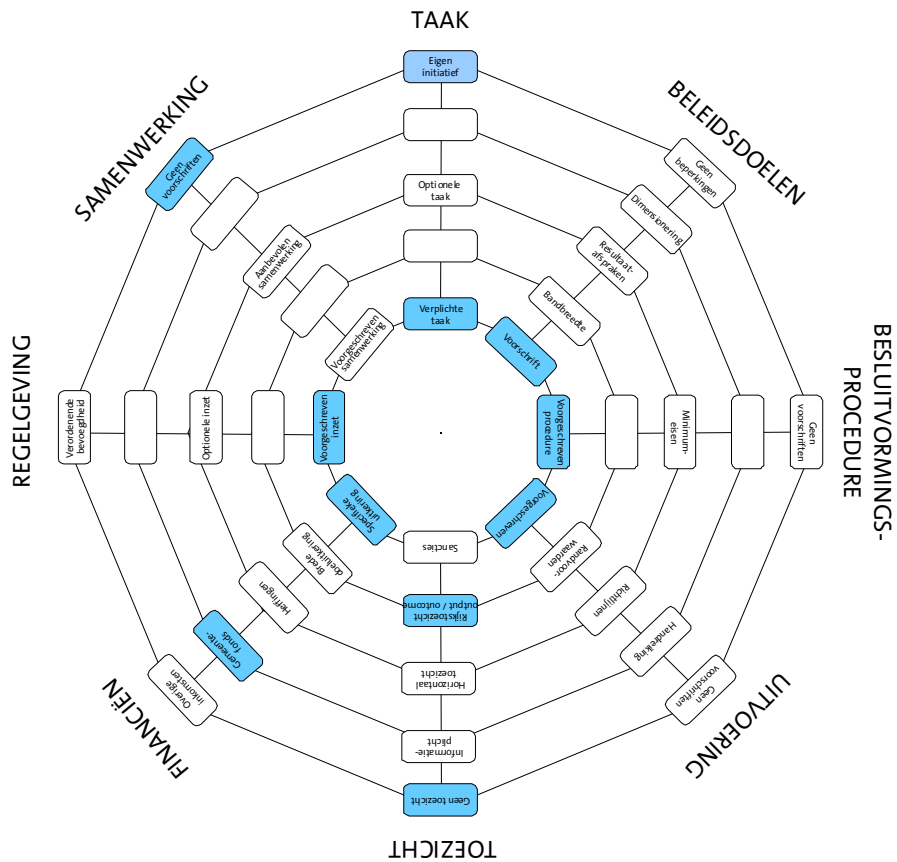 TAAK
Eigen
initiatief
Optionele
taak
Verplichte
taak
BELEIDSDOELEN
Geen
beperkingen
Dimensionering
Resultaat-
afspraken
Bandbreedte
Voorschrift
BESLUITVORMINGS-
PROCEDURE
Geen
voorschriften
Minimum-
eisen
Voorgeschreven
procedure
UITVOERING
Geen
voorschriften
Handreiking
Richtlijnen
Randvoor-
waarden
Voorgeschreven
TOEZICHT
Geen toezicht
Informatie-
plicht
Horizontaal
toezicht
Rijkstoezicht
output / outcome
Sancties
FINANCIËN
Overige
inkomsten
Gemeente-
fonds
Heffingen
Brede
doeluitkering
Specifieke
uitkering
REGELGEVING
Verordenende
bevoegdheid
Optionele inzet
Voorgeschreven
inzet
SAMENWERKING
Geen
voorschriften
Aanbevolen
samenwerking
Voorgeschreven
samenwerking